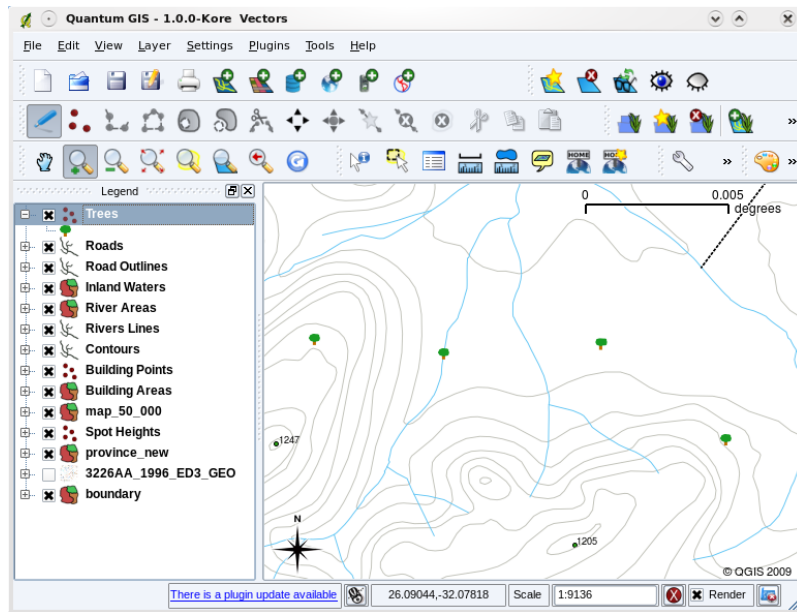 Quantum GIS - 1.0.0-Kore Vectors
File Edit View Layer Settings Plugins Tools Help
HOME
Legend
Trees
Roads
Road Outlines
Inland Waters
River Areas
Rivers Lines
Contours
Building Points
Building Areas
map_50_000
Spot Heights
province_new
3226AA_1996_ED3_GEO
boundary
0 0.005
degrees
1247
1205
N
© QGIS 2009
There is a plugin update available 26.09044,-32.07818 Scale 1:9136 Render